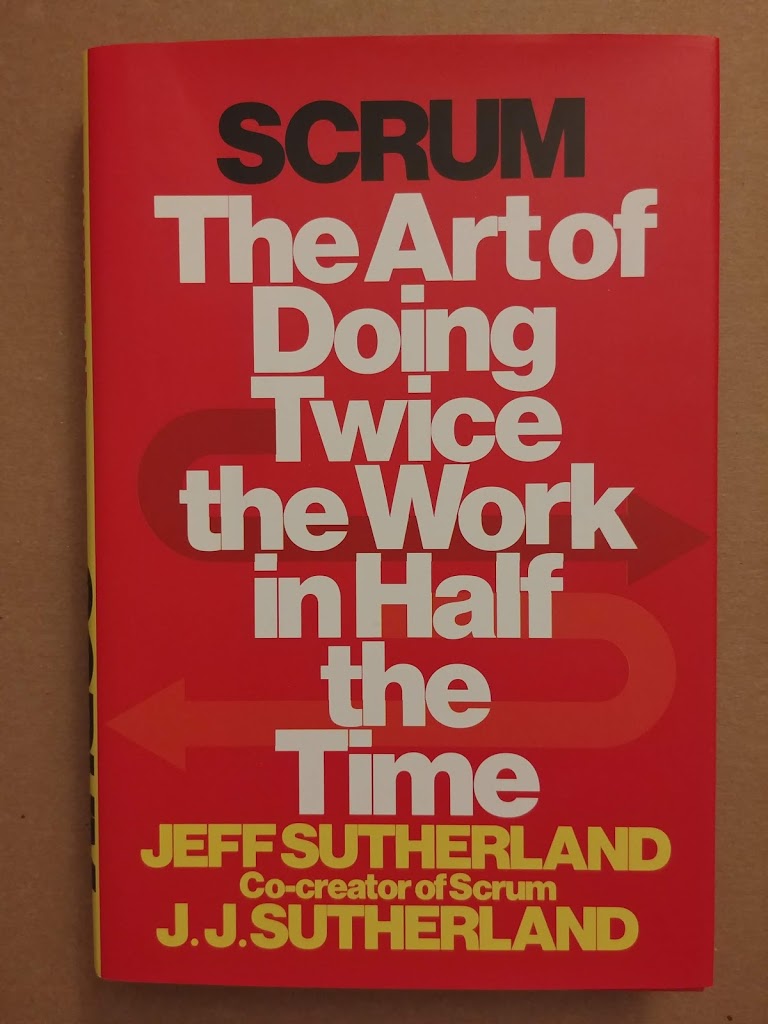 SCRUM
The Art of
Doing
Twice
the Work
in Half
the
Time
JEFF SUTHERLAND
Co-creator of Scrum
J. J. SUTHERLAND